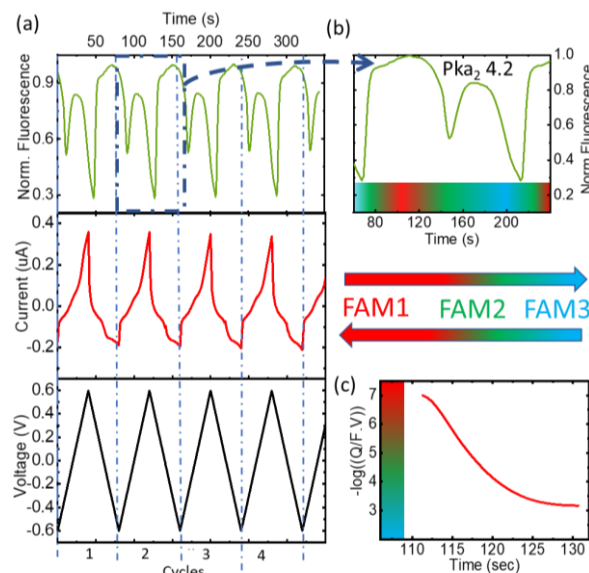 (a)
Time (s)
50 100 150 200 250 300
Norm. Fluorescence
0.9
0.6
0.3
Current (uA)
0.4
0.2
0.0
-0.2
Voltage (V)
0.6
0.4
0.2
0.0
-0.2
-0.4
-0.6
1 2 3 4
Cycles
(b)
Pka2 4.2
1.0
0.8
0.6
0.4
0.2
Norm Fluorescence
80 120 160 200
Time (s)
FAM1 FAM2 FAM3
(c)
-log((Q/F.V))
7
6
5
4
3
110 115 120 125 130
Time (sec)